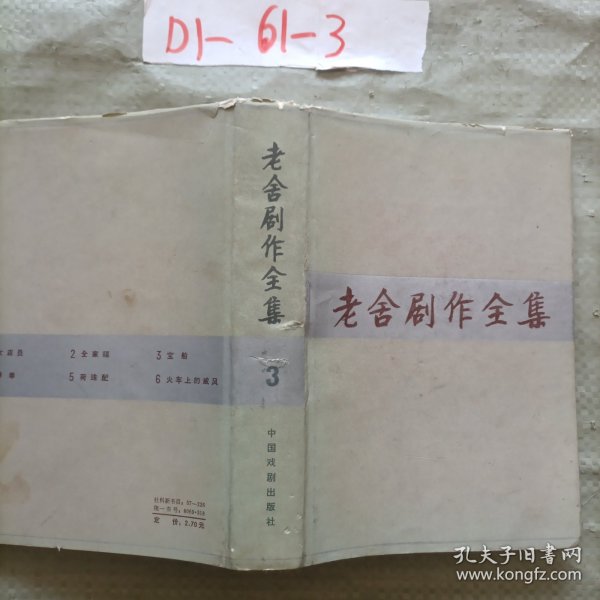 D1-61-3
老舍剧作全集
3
中国戏剧出版社
老舍剧作全集
店员
2 全家福
3 宝船
5 荷珠配
6 火车上的威风
定 价：2.70元
孔夫子旧书网
www.kongfz.com